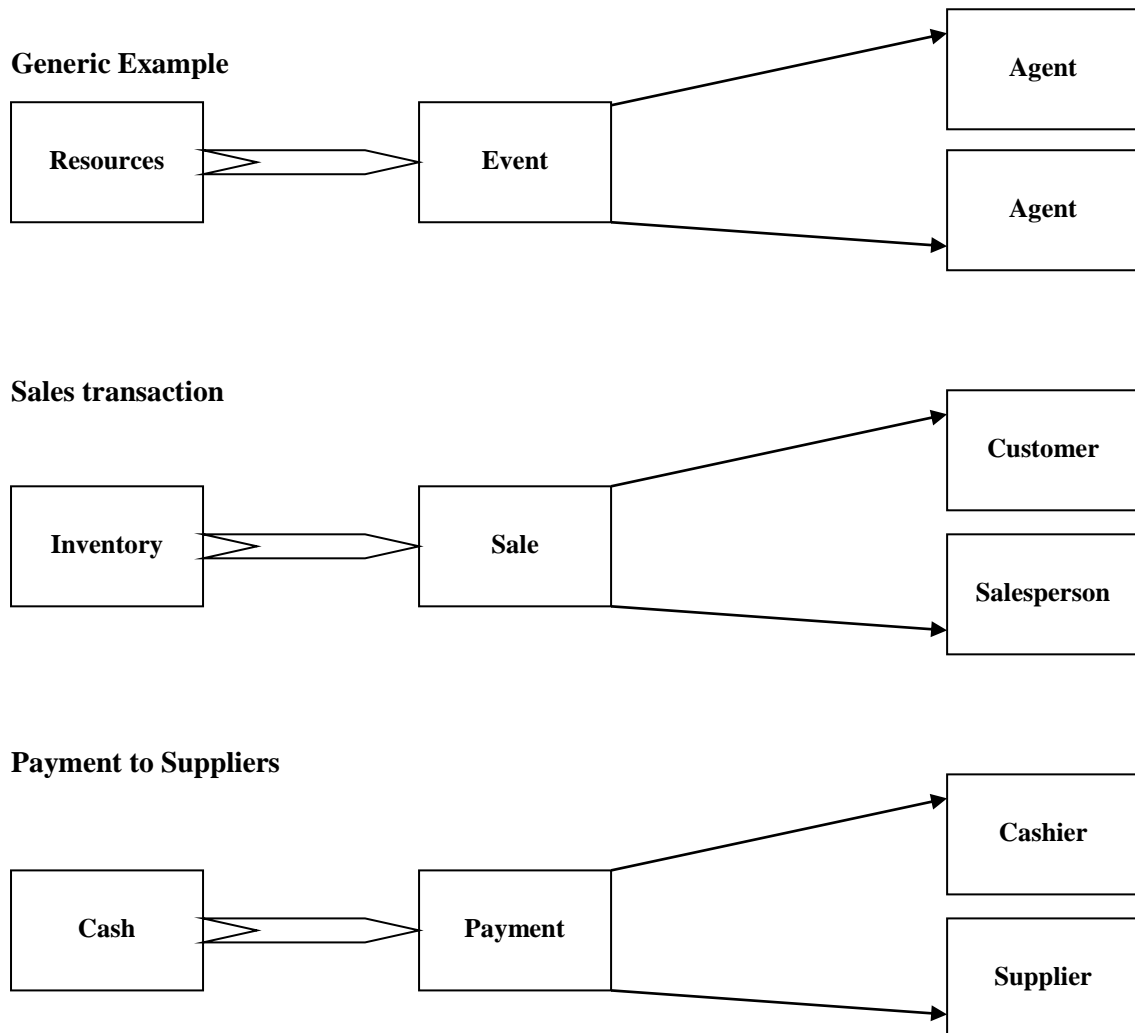 Generic Example
Resources
Event
Agent
Agent
Sales transaction
Inventory
Sale
Customer
Salesperson
Payment to Suppliers
Cash
Payment
Cashier
Supplier